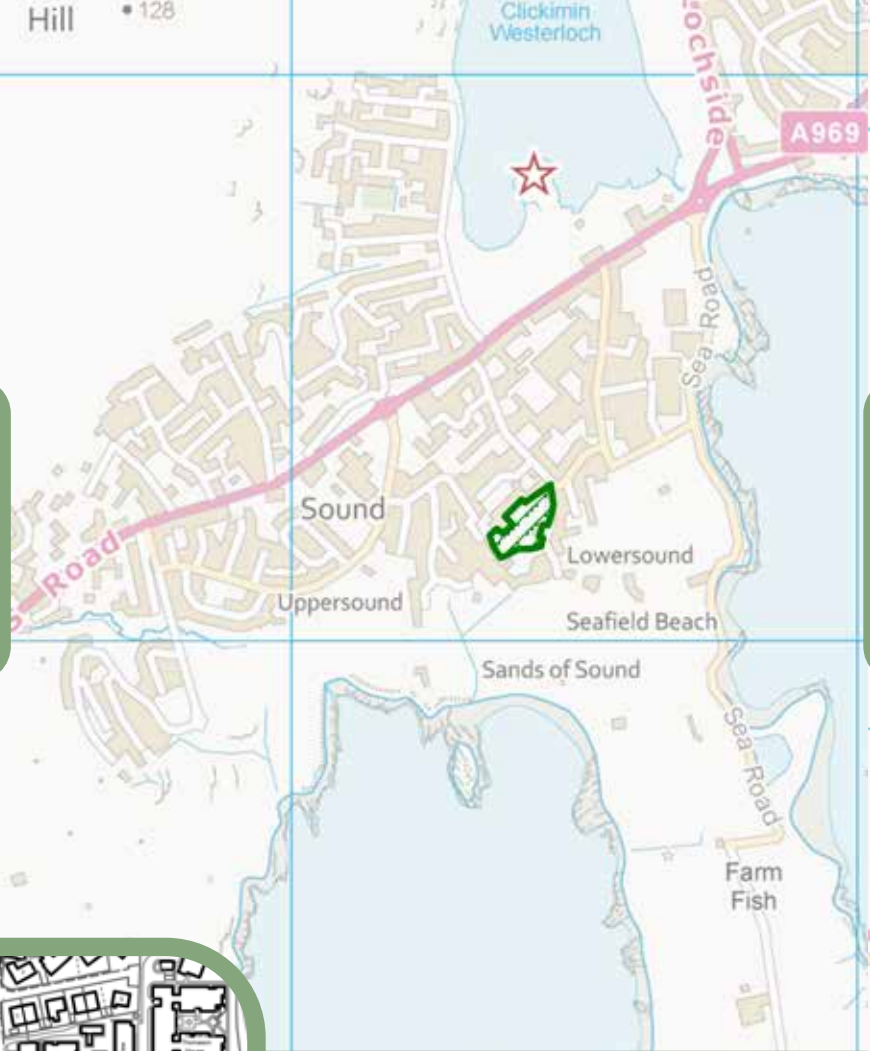 Hill
128
Clickimin
Westerloch
ochside
A969
Sea Road
Sound
Road
Lowersound
Uppersound
Seafield Beach
Sands of Sound
Sea Road
Farm
Fish